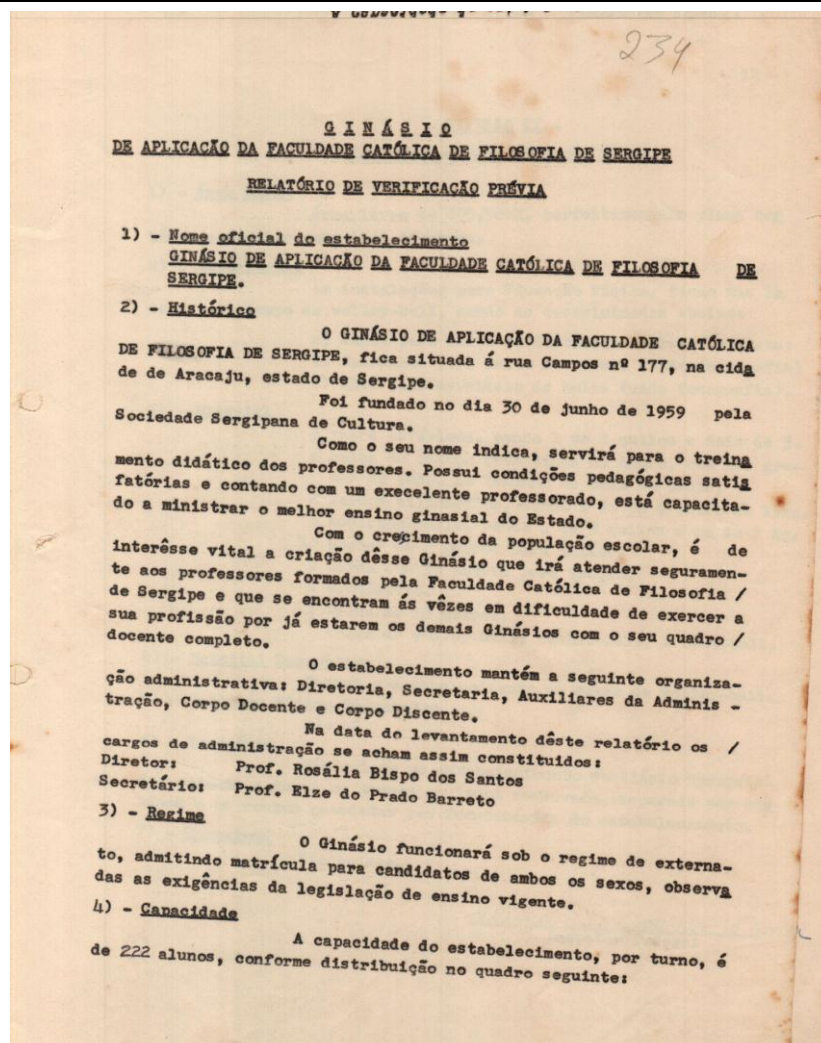 234
G I N Á S I O
DE APLICAÇÃO DA FACULDADE CATÓLICA DE FILOSOFIA DE SERGIPE
RELATÓRIO DE VERIFICAÇÃO PRÉVIA
1) - Nome oficial do estabelecimento
GINÁSIO DE APLICAÇÃO DA FACULDADE CATÓLICA DE FILOSOFIA DE
SERGIPE.
2) - Histórico
O GINÁSIO DE APLICAÇÃO DA FACULDADE CATÓLICA
DE FILOSOFIA DE SERGIPE, fica situada á rua Campos nº 177, na cida
de de Aracaju, estado de Sergipe.
Foi fundado no dia 30 de junho de 1959 pela
Sociedade Sergipana de Cultura.
Como o seu nome indica, servirá para o treina
mento didático dos professores. Possui condições pedagógicas satis
fatórias e contando com um execelente professorado, está capacita-
do a ministrar o melhor ensino ginasial do Estado.
Com o crecimento da população escolar, é de
interêsse vital a criação dêsse Ginásio que irá atender seguramen-
te aos professores formados pela Faculdade Católica de Filosofia /
de Sergipe e que se encontram ás vêzes em dificuldade de exercer a
sua profissão por já estarem os demais Ginásios com o seu quadro /
docente completo.
O estabelecimento mantém a seguinte organiza-
ção administrativa: Diretoria, Secretaria, Auxiliares da Adminis -
tração, Corpo Docente e Corpo Discente.
Na data do levantamento dêste relatório os /
cargos de administração se acham assim constituidos:
Diretor: Prof. Rosália Bispo dos Santos
Secretário: Prof. Elze do Prado Barreto
3) - Regime
O Ginásio funcionará sob o regime de externa-
to, admitindo matrícula para candidatos de ambos os sexos, observa
das as exigências da legislação de ensino vigente.
4) - Capacidade
A capacidade do estabelecimento, por turno, é
de 222 alunos, conforme distribuição no quadro seguinte: